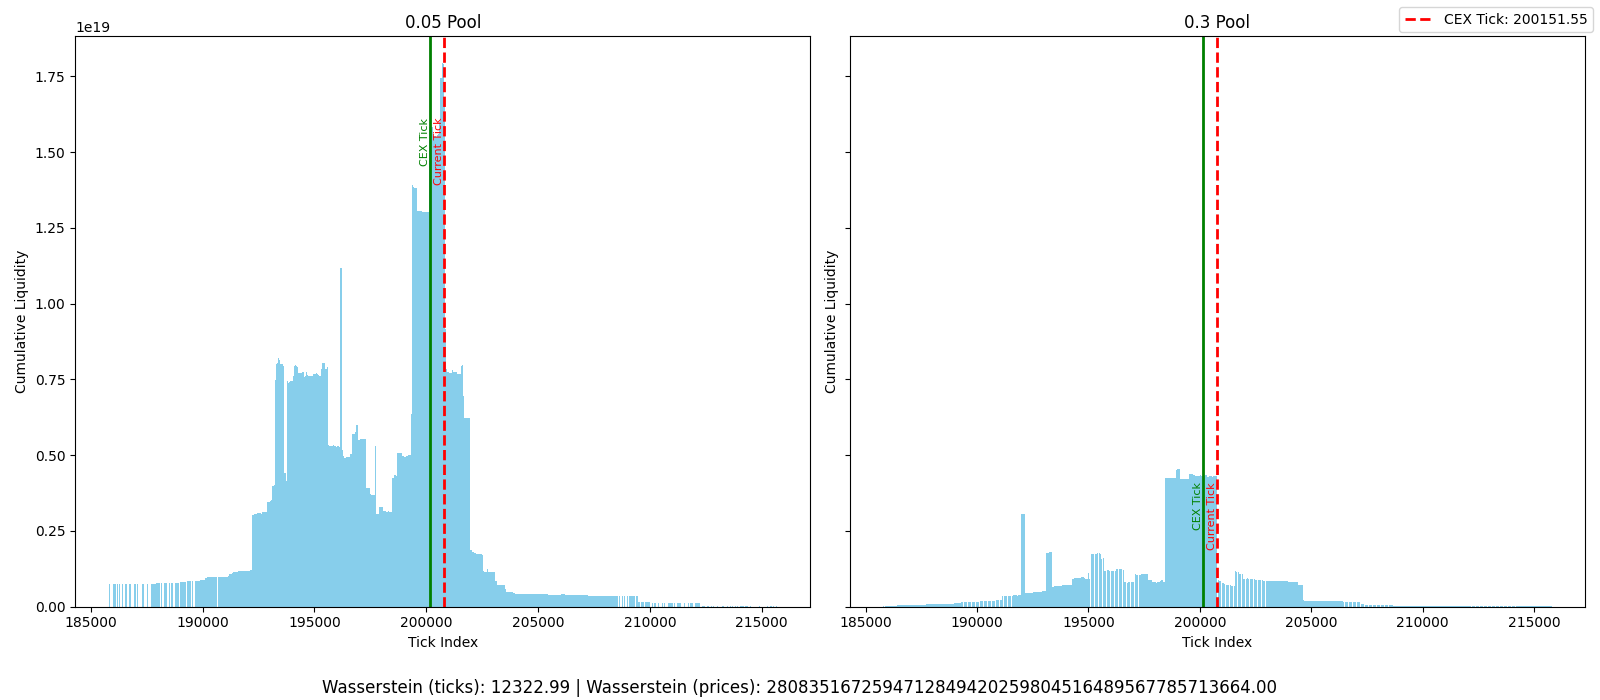 0.05 Pool
0.3 Pool
CEX Tick: 200151.55
1e19
1.75
1.50
1.25
1.00
0.75
0.50
0.25
0.00
Cumulative Liquidity
CEX Tick
Current Tick
185000 190000 195000 200000 205000 210000 215000
Tick Index
Cumulative Liquidity
CEX Tick
Current Tick
185000 190000 195000 200000 205000 210000 215000
Tick Index
Wasserstein (ticks): 12322.99 | Wasserstein (prices): 2808351672594712849420259804516489567785713664.00